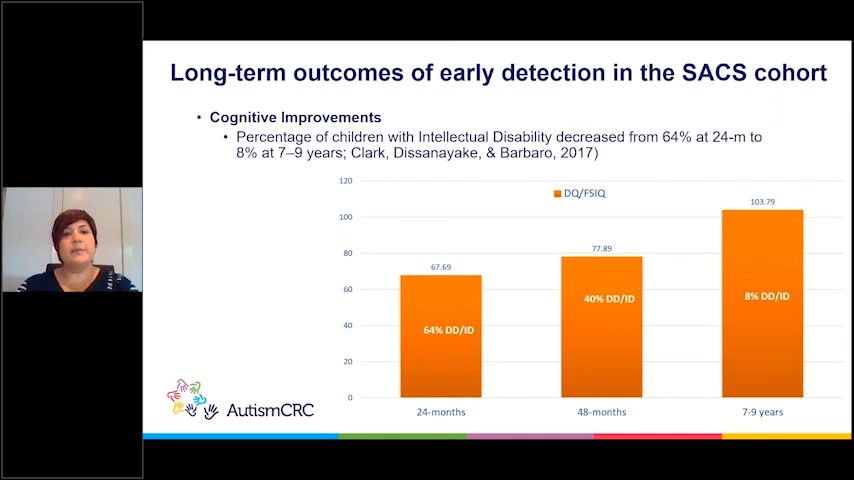 Long-term outcomes of early detection in the SACS cohort
• Cognitive Improvements
• Percentage of children with Intellectual Disability decreased from 64% at 24-m to
8% at 7–9 years; Clark, Dissanayake, & Barbaro, 2017)
DQ/FSIQ
120
100
80
60
40
20
0
67.69
77.89
103.79
64% DD/ID
40% DD/ID
8% DD/ID
24-months
48-months
7-9 years
AutismCRC